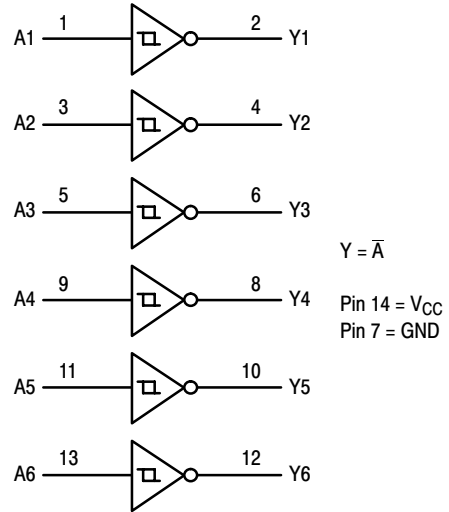 A1 1 2 Y1
A2 3 4 Y2
A3 5 6 Y3
A4 9 8 Y4
A5 11 10 Y5
A6 13 12 Y6
Y = A̅
Pin 14 = VCC
Pin 7 = GND